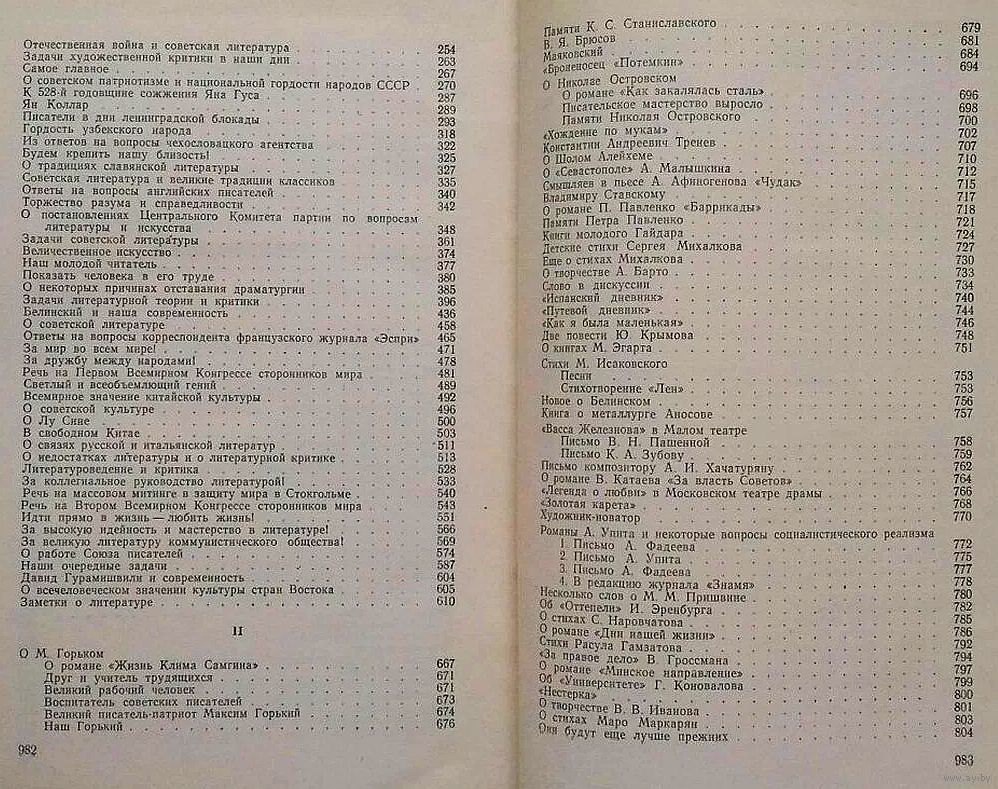 Отечественная война и советская литература . . . . . . . . . 254
Задачи художественной критики в наши дни . . . . . . . . . 263
Самое главное . . . . . . . . . 267
О советском патриотизме и национальной гордости народов СССР 270
К 528-й годовщине сожжения Яна Гуса . . . . . . . . . 287
Ян Коллар . . . . . . . . . 289
Писатели в дни ленинградской блокады . . . . . . . . . 293
Гордость узбекского народа . . . . . . . . . 318
Из ответов на вопросы чехословацкого агентства . . . . . . . . . 322
Будем крепить нашу близость! . . . . . . . . . 325
О традициях славянской литературы . . . . . . . . . 327
Советская литература и великие традиции классиков . . . . . . . . . 335
Ответы на вопросы английских писателей . . . . . . . . . 340
Торжество разума и справедливости . . . . . . . . . 342
О постановлениях Центрального Комитета партии по вопросам
литературы и искусства . . . . . . . . . 348
Задачи советской литературы . . . . . . . . . 361
Величественное искусство . . . . . . . . . 374
Наш молодой читатель . . . . . . . . . 377
Показать человека в его труде . . . . . . . . . 380
О некоторых причинах отставания драматургии . . . . . . . . . 385
Задачи литературной теории и критики . . . . . . . . . 396
Белинский и наша современность . . . . . . . . . 436
О советской литературе . . . . . . . . . 458
Ответы на вопросы корреспондента французского журнала «Эспри» 465
За мир во всем мире! . . . . . . . . . 471
За дружбу между народами! . . . . . . . . . 478
Речь на Первом Всемирном Конгрессе сторонников мира . . . . . 481
Светлый и всеобъемлющий гений . . . . . . . . . 489
Всемирное значение китайской культуры . . . . . . . . . 492
О советской культуре . . . . . . . . . 496
О Лу Сине . . . . . . . . . 500
В свободном Китае . . . . . . . . . 503
О связях русской и итальянской литератур . . . . . . . . . 511
О недостатках литературы и о литературной критике . . . . . . . . . 513
Литературоведение и критика . . . . . . . . . 528
За коллегиальное руководство литературой! . . . . . . . . . 533
Речь на массовом митинге в защиту мира в Стокгольме . . . . . 540
Речь на Втором Всемирном Конгрессе сторонников мира . . . . . 543
Идти прямо в жизнь — любить жизнь! . . . . . . . . . 551
За высокую идейность и мастерство в литературе! . . . . . . . . . 566
За великую литературу коммунистического общества! . . . . . . . . . 569
О работе Союза писателей . . . . . . . . . 574
Наши очередные задачи . . . . . . . . . 587
Давид Гурамишвили и современность . . . . . . . . . 604
О всечеловеческом значении культуры стран Востока . . . . . . . . . 605
Заметки о литературе . . . . . . . . . 610
II
О М. Горьком
О романе «Жизнь Клима Самгина» . . . . . . . . . 667
Друг и учитель трудящихся . . . . . . . . . 671
Великий рабочий человек . . . . . . . . . 671
Воспитатель советских писателей . . . . . . . . . 673
Великий писатель-патриот Максим Горький . . . . . . . . . 674
Наш Горький . . . . . . . . . 676
982
Памяти К. С. Станиславского . . . . . . . . . 679
В. Я. Брюсов . . . . . . . . . 681
Маяковский . . . . . . . . . 684
«Броненосец «Потемкин» . . . . . . . . . 694
О Николае Островском
О романе «Как закалялась сталь» . . . . . . . . . 696
Писательское мастерство выросло . . . . . . . . . 698
Памяти Николая Островского . . . . . . . . . 700
«Хождение по мукам» . . . . . . . . . 702
Константин Андреевич Тренев . . . . . . . . . 707
О Шолом Алейхеме . . . . . . . . . 710
О «Севастополе» А. Малышкина . . . . . . . . . 712
Смышляев в пьесе А. Афиногенова «Чудак» . . . . . . . . . 715
Владимиру Ставскому . . . . . . . . . 717
О романе П. Павленко «Баррикады» . . . . . . . . . 718
Памяти Петра Павленко . . . . . . . . . 721
Книги молодого Гайдара . . . . . . . . . 724
Детские стихи Сергея Михалкова . . . . . . . . . 727
Еще о стихах Михалкова . . . . . . . . . 730
О творчестве А. Барто . . . . . . . . . 733
Слово в дискуссии . . . . . . . . . 734
«Испанский дневник» . . . . . . . . . 740
«Путевой дневник» . . . . . . . . . 744
«Как я была маленькая» . . . . . . . . . 746
Две повести Ю. Крымова . . . . . . . . . 748
О книгах М. Эгарта . . . . . . . . . 751
Стихи М. Исаковского
Песни . . . . . . . . . 753
Стихотворение «Лен» . . . . . . . . . 753
Новое о Белинском . . . . . . . . . 756
Книга о металлурге Аносове . . . . . . . . . 757
«Васса Железнова» в Малом театре
Письмо В. Н. Пашенной . . . . . . . . . 758
Письмо К. А. Зубову . . . . . . . . . 759
Письмо композитору А. И. Хачатуряну . . . . . . . . . 762
О романе В. Катаева «За власть Советов» . . . . . . . . . 764
«Легенда о любви» в Московском театре драмы . . . . . . . . . 766
«Золотая карета» . . . . . . . . . 768
Художник-новатор . . . . . . . . . 770
Романы А. Упита и некоторые вопросы социалистического реализма
1. Письмо А. Фадеева . . . . . . . . . 772
2. Письмо А. Упита . . . . . . . . . 775
3. Письмо А. Фадеева . . . . . . . . . 777
4. В редакцию журнала «Знамя» . . . . . . . . . 778
Несколько слов о М. М. Пришвине . . . . . . . . . 780
Об «Оттепели» И. Эренбурга . . . . . . . . . 782
О стихах С. Наровчатова . . . . . . . . . 785
О романе «Дни нашей жизни» . . . . . . . . . 786
Стихи Расула Гамзатова . . . . . . . . . 792
«За правое дело» В. Гроссмана . . . . . . . . . 794
О романе «Минское направление» . . . . . . . . . 797
Об «Университете» Г. Коновалова . . . . . . . . . 799
«Нестерка» . . . . . . . . . 800
О творчестве В. В. Иванова . . . . . . . . . 801
О стихах Маро Маркарян . . . . . . . . . 803
Они будут еще лучше прежних . . . . . . . . . 804
983
www.ay.by